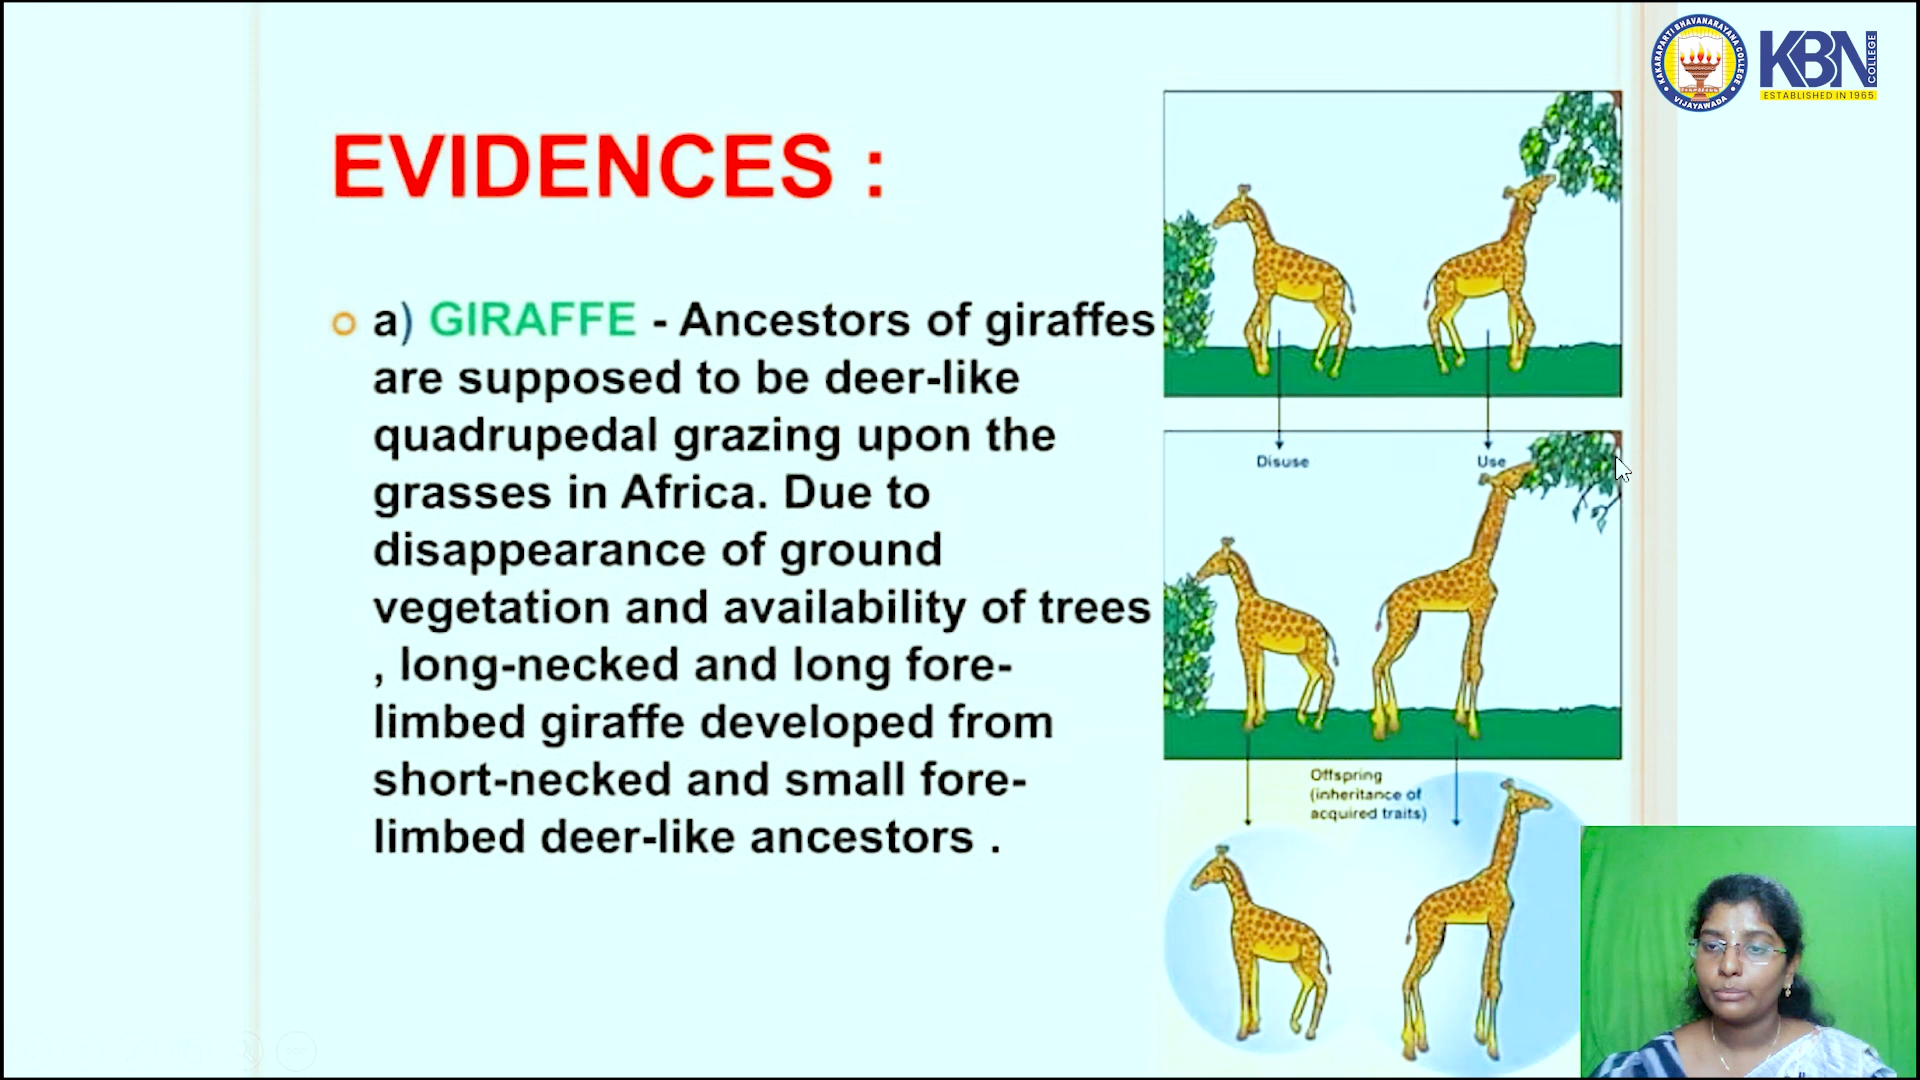 KAKARAPARTI BHAVANARAYANA COLLEGE
VIJAYAWADA
KBN
COLLEGE
ESTABLISHED IN 1965
EVIDENCES :
a) GIRAFFE - Ancestors of giraffes
are supposed to be deer-like
quadrupedal grazing upon the
grasses in Africa. Due to
disappearance of ground
vegetation and availability of trees
, long-necked and long fore-
limbed giraffe developed from
short-necked and small fore-
limbed deer-like ancestors .
Disuse
Use
Offspring
(inheritance of
acquired traits)